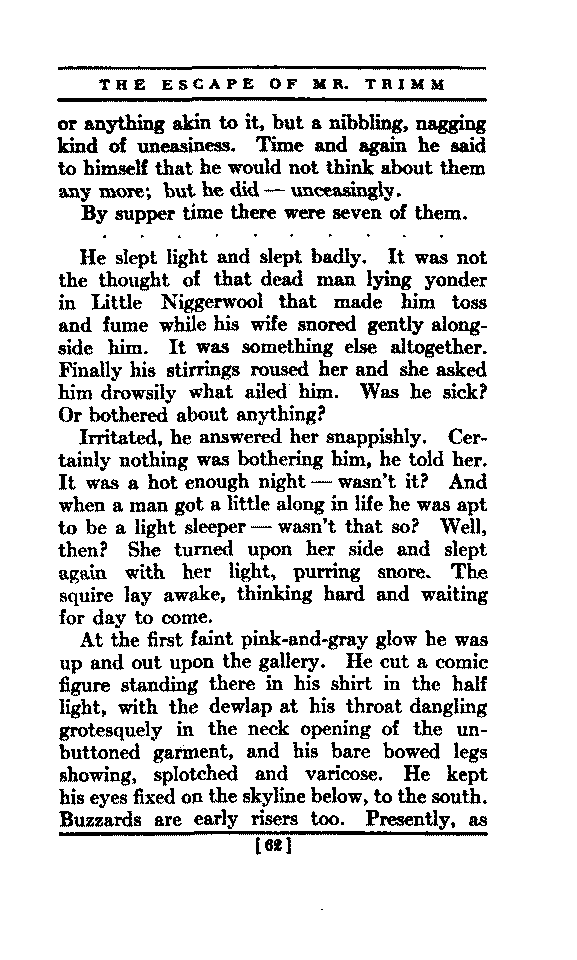 THE ESCAPE OF MR. TRIMM
or anything akin to it, but a nibbling, nagging
kind of uneasiness. Time and again he said
to himself that he would not think about them
any more; but he did — unceasingly.
By supper time there were seven of them.
. . . . . . . . . .
He slept light and slept badly. It was not
the thought of that dead man lying yonder
in Little Niggerwool that made him toss
and fume while his wife snored gently along-
side him. It was something else altogether.
Finally his stirrings roused her and she asked
him drowsily what ailed him. Was he sick?
Or bothered about anything?
Irritated, he answered her snappishly. Cer-
tainly nothing was bothering him, he told her.
It was a hot enough night — wasn't it? And
when a man got a little along in life he was apt
to be a light sleeper — wasn't that so? Well,
then? She turned upon her side and slept
again with her light, purring snore. The
squire lay awake, thinking hard and waiting
for day to come.
At the first faint pink-and-gray glow he was
up and out upon the gallery. He cut a comic
figure standing there in his shirt in the half
light, with the dewlap at his throat dangling
grotesquely in the neck opening of the un-
buttoned garment, and his bare bowed legs
showing, splotched and varicose. He kept
his eyes fixed on the skyline below, to the south.
Buzzards are early risers too. Presently, as
[62]